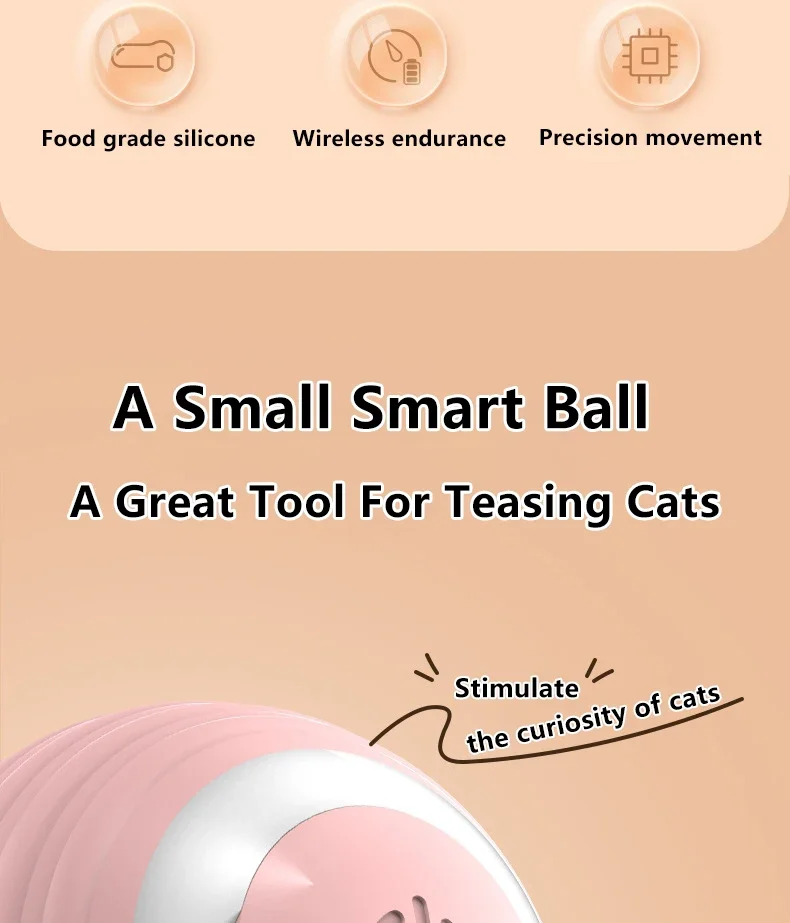 Food grade silicone
Wireless endurance
Precision movement
A Small Smart Ball
A Great Tool For Teasing Cats
Stimulate
the curiosity of cats